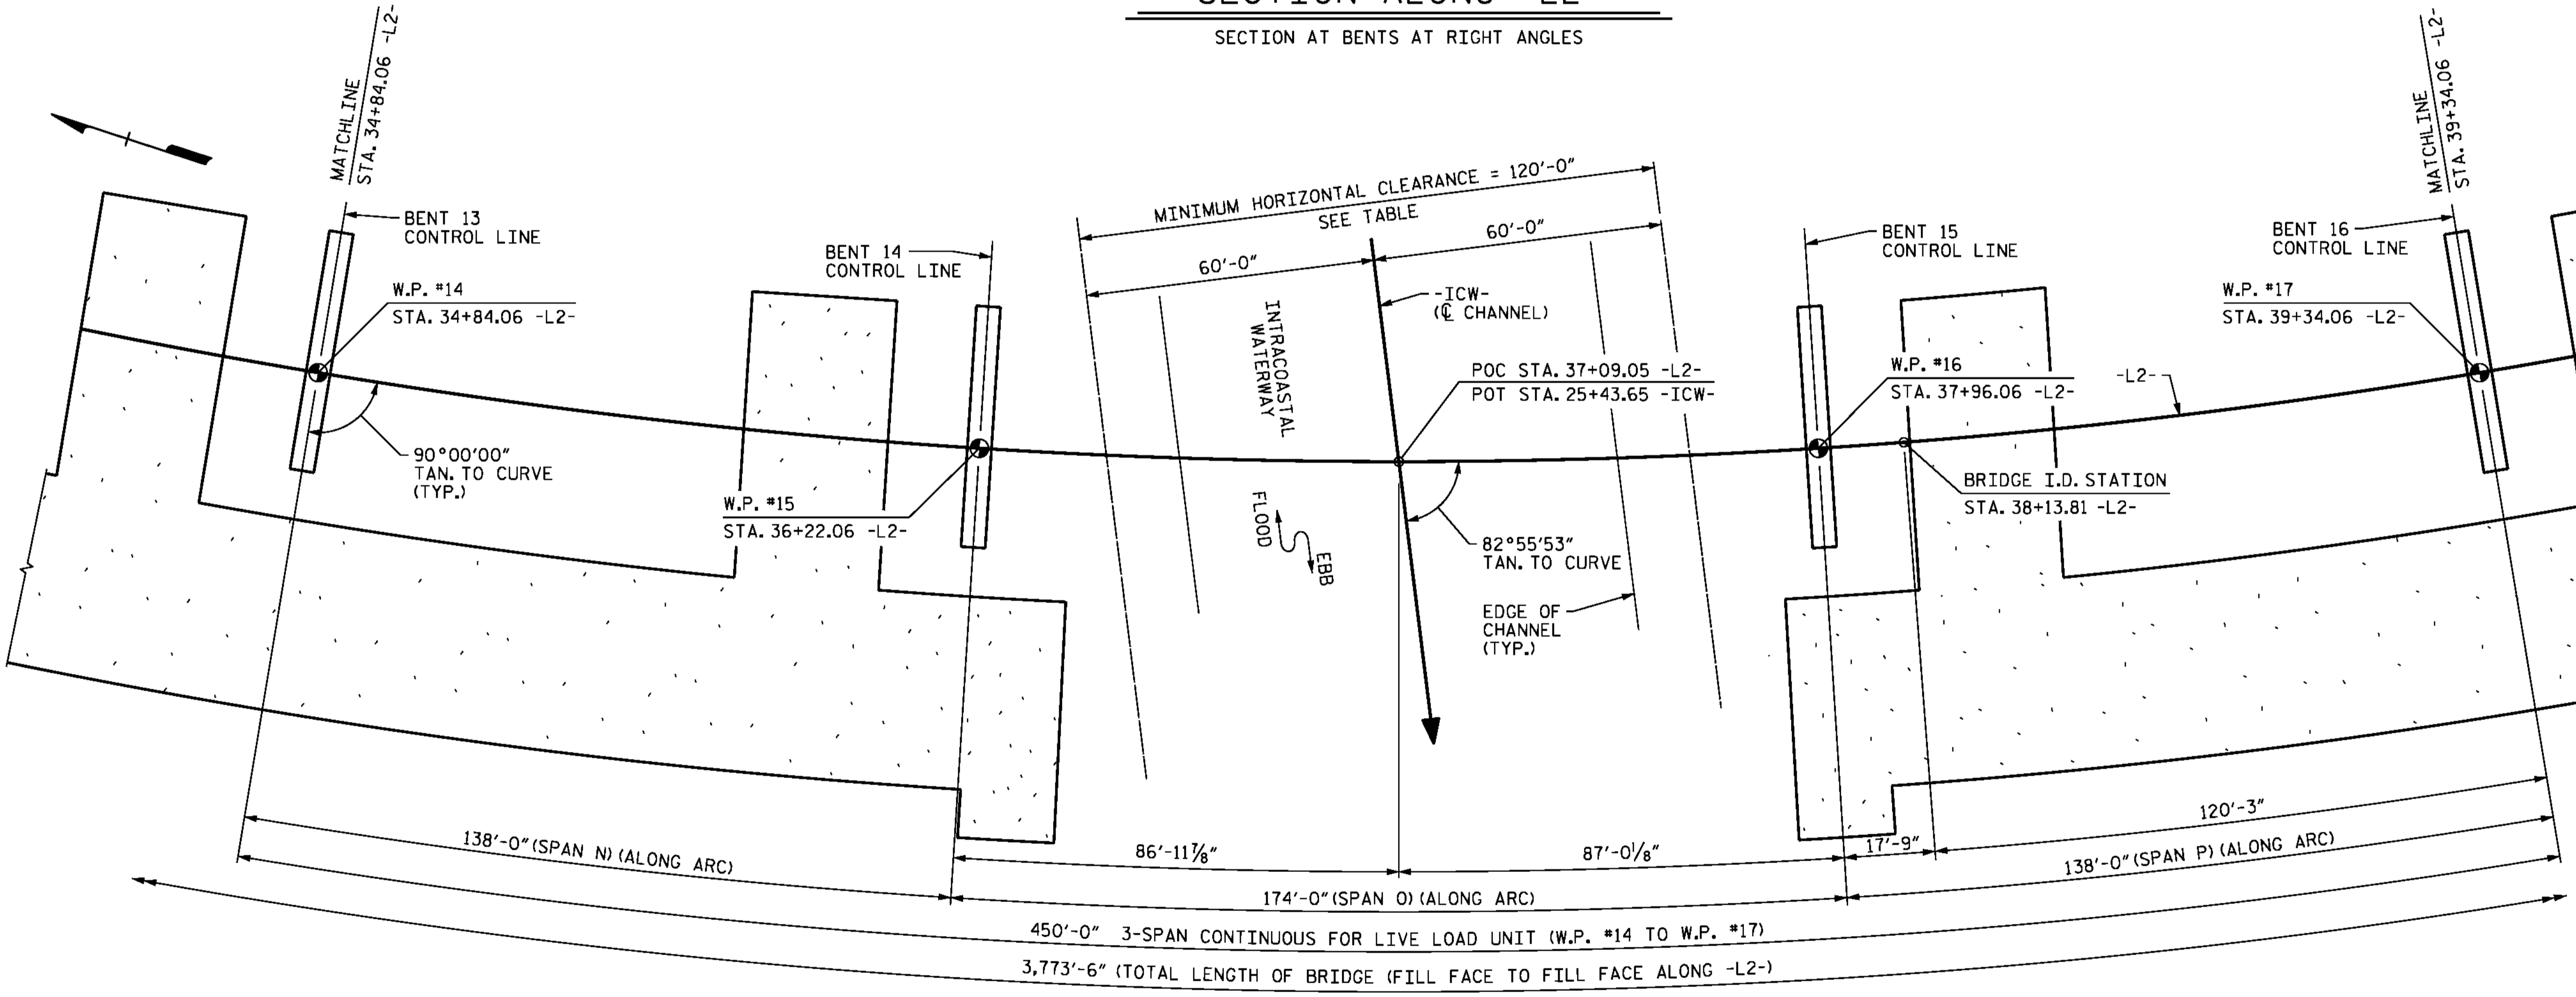 SECTION ALONG -L2-
SECTION AT BENTS AT RIGHT ANGLES
MATCHLINE
STA. 34+84.06 -L2-
MATCHLINE
STA. 39+34.06 -L2-
BENT 13
CONTROL LINE
W.P. #14
STA. 34+84.06 -L2-
BENT 14
CONTROL LINE
MINIMUM HORIZONTAL CLEARANCE = 120'-0"
SEE TABLE
60'-0"
60'-0"
-ICW-
(℄ CHANNEL)
INTRACOASTAL
WATERWAY
POC STA. 37+09.05 -L2-
POT STA. 25+43.65 -ICW-
BENT 15
CONTROL LINE
BENT 16
CONTROL LINE
W.P. #17
STA. 39+34.06 -L2-
W.P. #16
STA. 37+96.06 -L2-
-L2-
90°00'00"
TAN. TO CURVE
(TYP.)
W.P. #15
STA. 36+22.06 -L2-
FLOOD
EBB
82°55'53"
TAN. TO CURVE
BRIDGE I.D. STATION
STA. 38+13.81 -L2-
EDGE OF
CHANNEL
(TYP.)
138'-0" (SPAN N) (ALONG ARC)
86'-11⅞"
87'-0⅛"
17'-9"
120'-3"
138'-0" (SPAN P) (ALONG ARC)
174'-0" (SPAN O) (ALONG ARC)
450'-0" 3-SPAN CONTINUOUS FOR LIVE LOAD UNIT (W.P. #14 TO W.P. #17)
3,773'-6" (TOTAL LENGTH OF BRIDGE (FILL FACE TO FILL FACE ALONG -L2-)